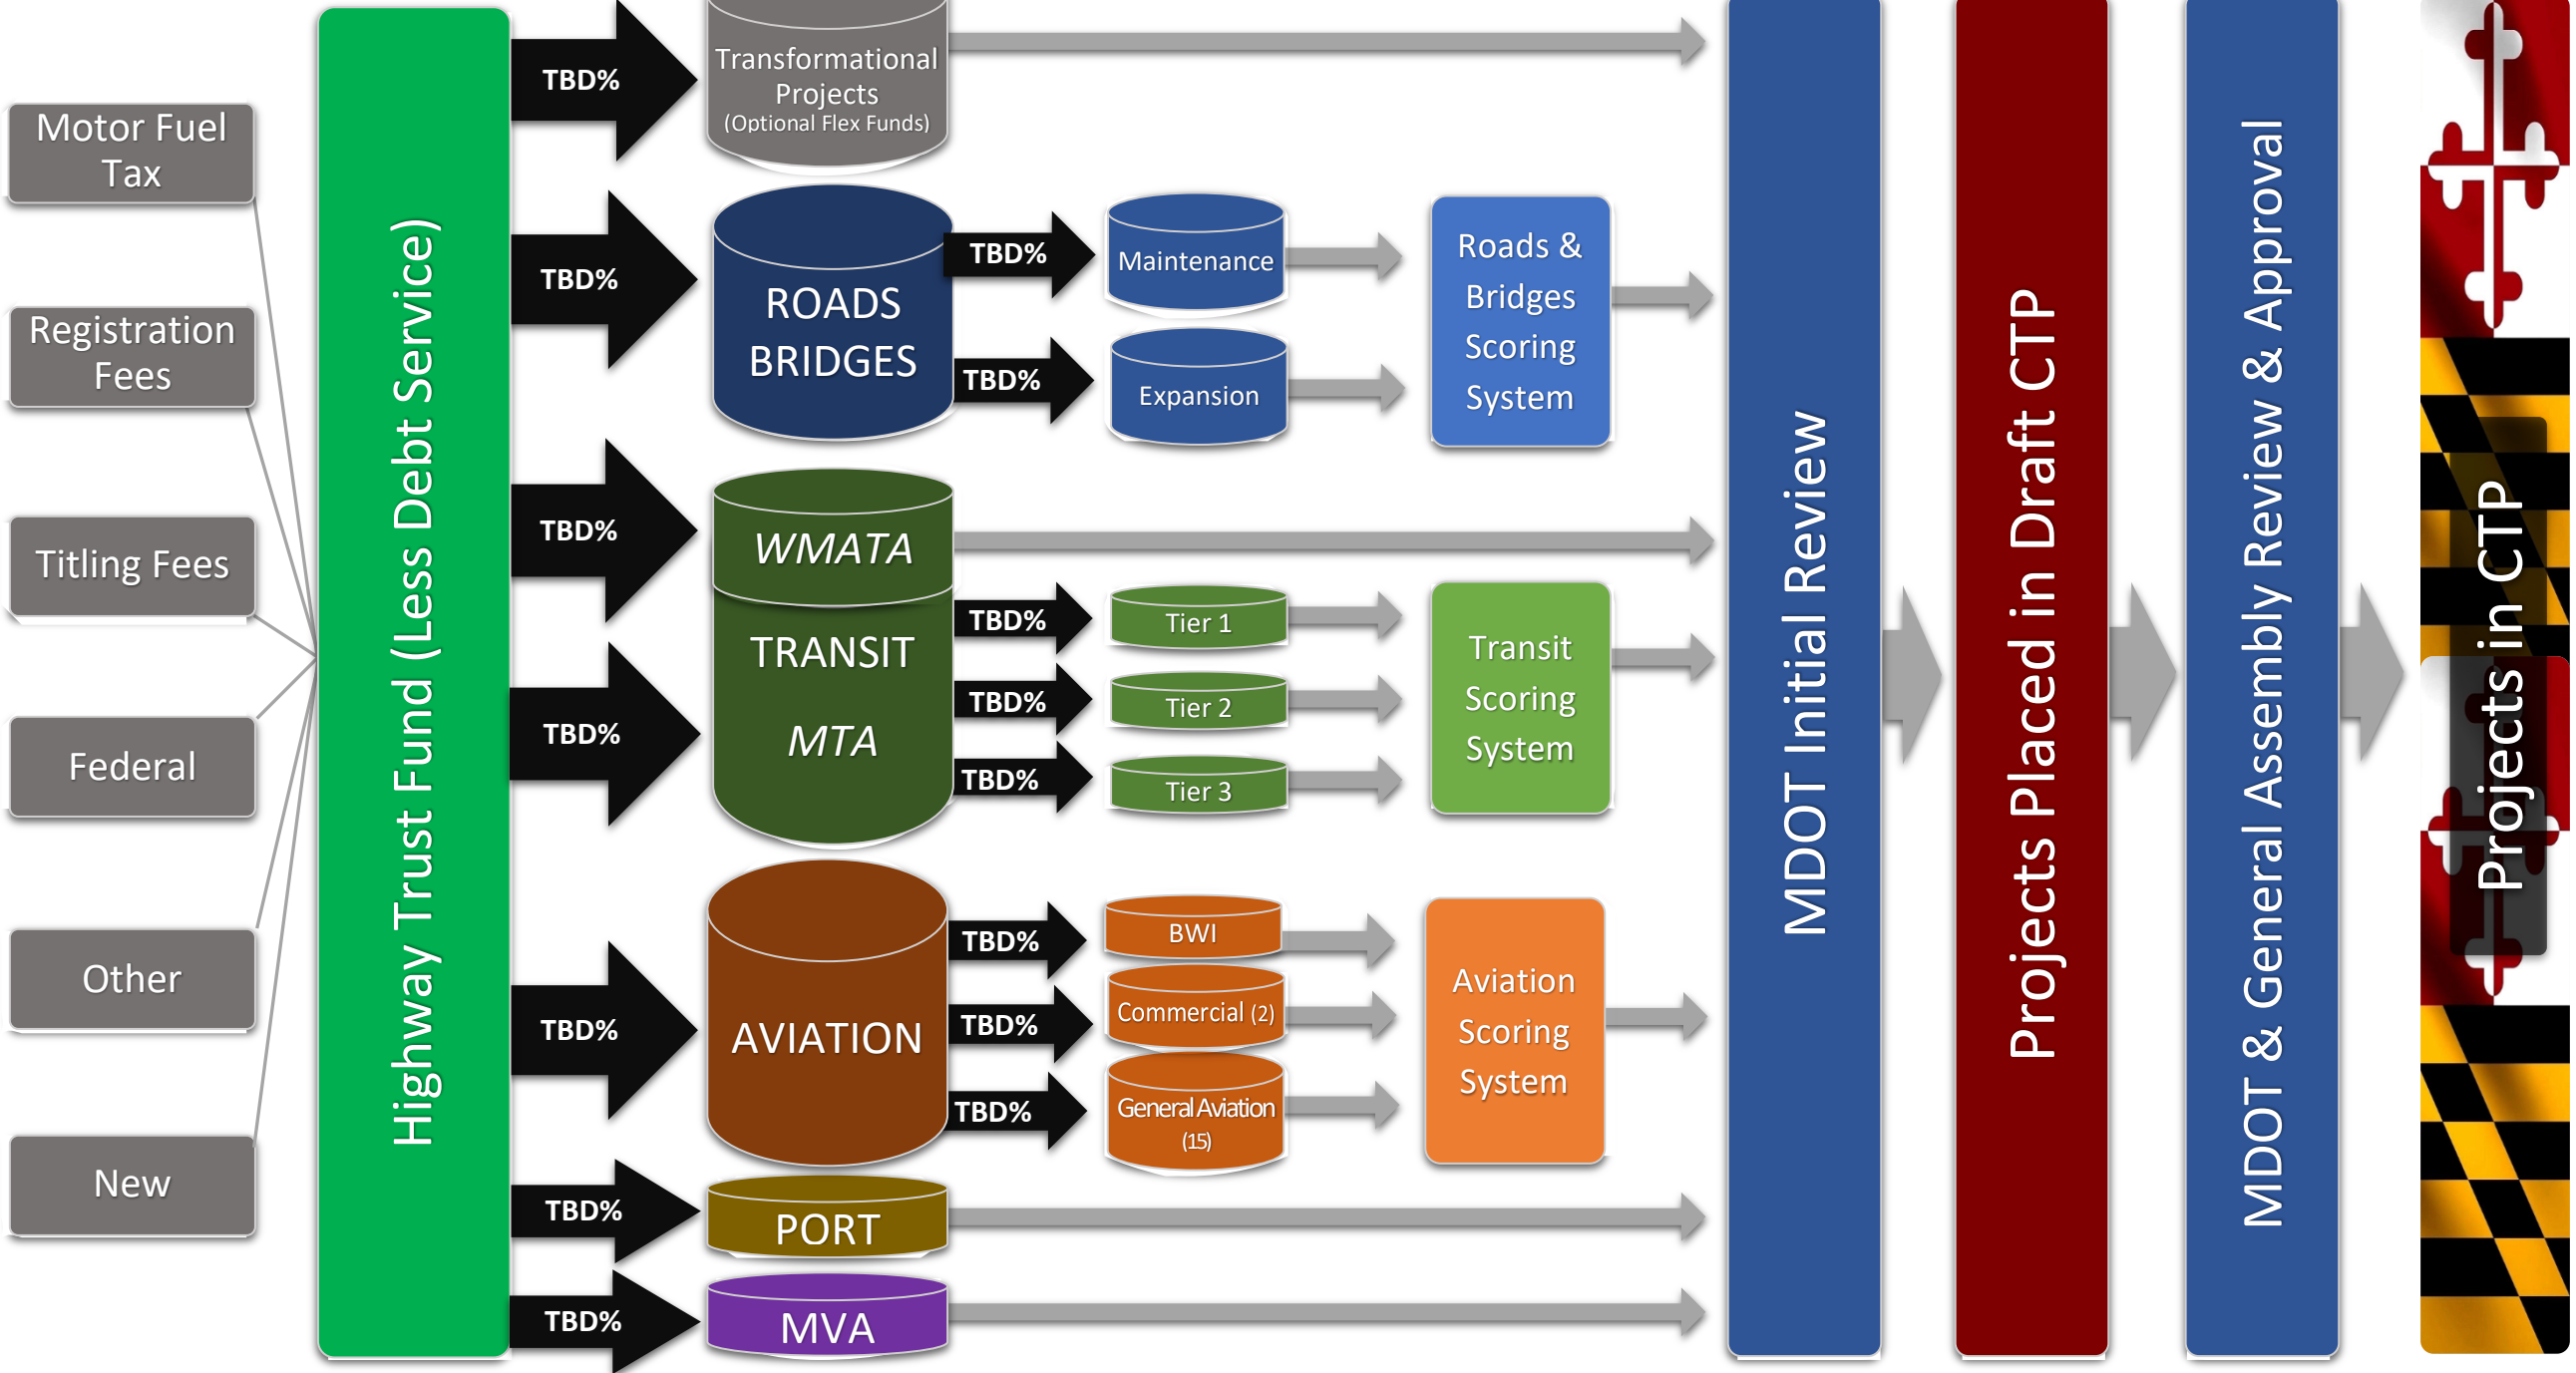 Motor Fuel
Tax
Registration
Fees
Titling Fees
Federal
Other
New
Highway Trust Fund (Less Debt Service)
TBD%
Transformational
Projects
(Optional Flex Funds)
TBD%
ROADS
BRIDGES
TBD%
Maintenance
TBD%
Expansion
Roads &
Bridges
Scoring
System
TBD%
WMATA
TBD%
TRANSIT
MTA
TBD%
Tier 1
TBD%
Tier 2
TBD%
Tier 3
Transit
Scoring
System
TBD%
AVIATION
TBD%
BWI
TBD%
Commercial (2)
TBD%
General Aviation
(15)
Aviation
Scoring
System
TBD%
PORT
TBD%
MVA
MDOT Initial Review
Projects Placed in Draft CTP
MDOT & General Assembly Review & Approval
Projects in CTP